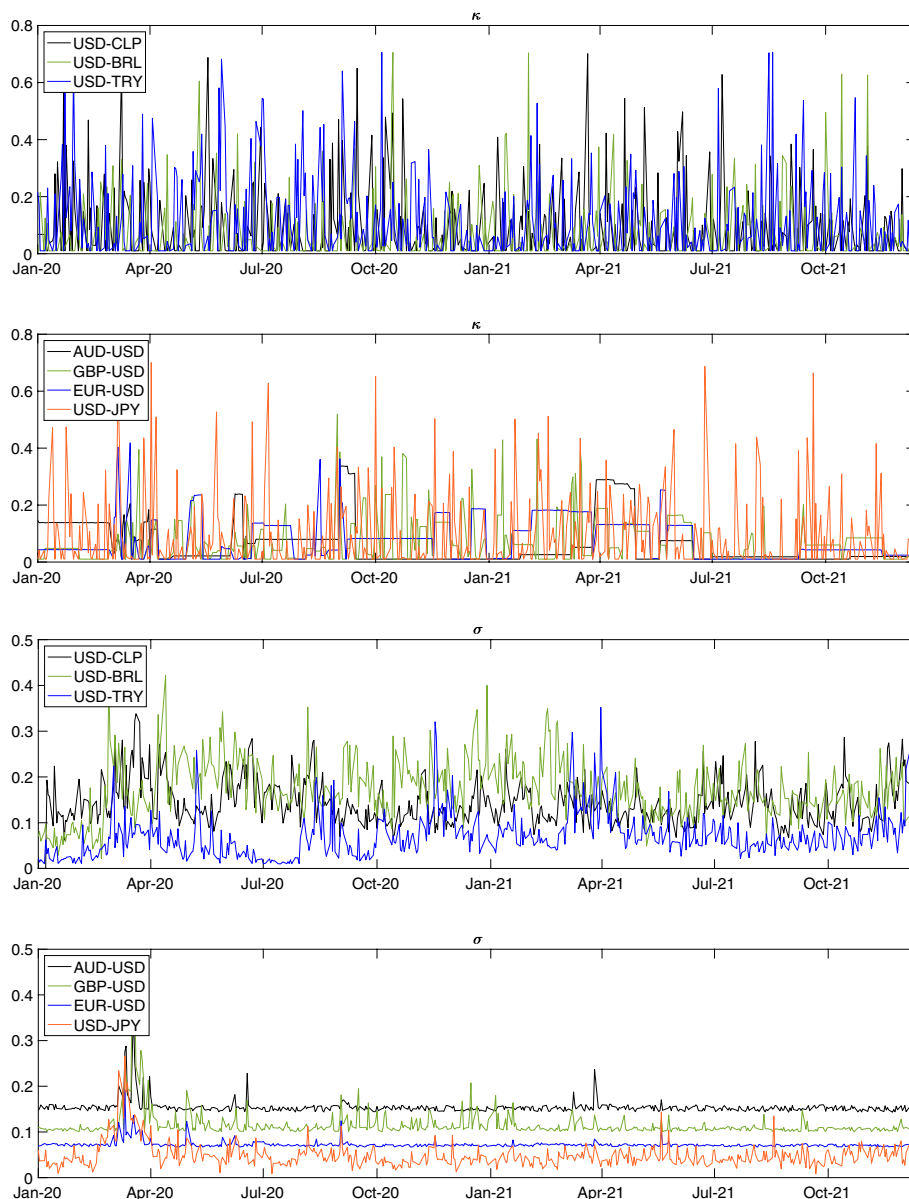 κ
0.8
0.6
0.4
0.2
0
USD-CLP
USD-BRL
USD-TRY
Jan-20 Apr-20 Jul-20 Oct-20 Jan-21 Apr-21 Jul-21 Oct-21
κ
0.8
0.6
0.4
0.2
0
AUD-USD
GBP-USD
EUR-USD
USD-JPY
Jan-20 Apr-20 Jul-20 Oct-20 Jan-21 Apr-21 Jul-21 Oct-21
σ
0.5
0.4
0.3
0.2
0.1
0
USD-CLP
USD-BRL
USD-TRY
Jan-20 Apr-20 Jul-20 Oct-20 Jan-21 Apr-21 Jul-21 Oct-21
σ
0.5
0.4
0.3
0.2
0.1
0
AUD-USD
GBP-USD
EUR-USD
USD-JPY
Jan-20 Apr-20 Jul-20 Oct-20 Jan-21 Apr-21 Jul-21 Oct-21